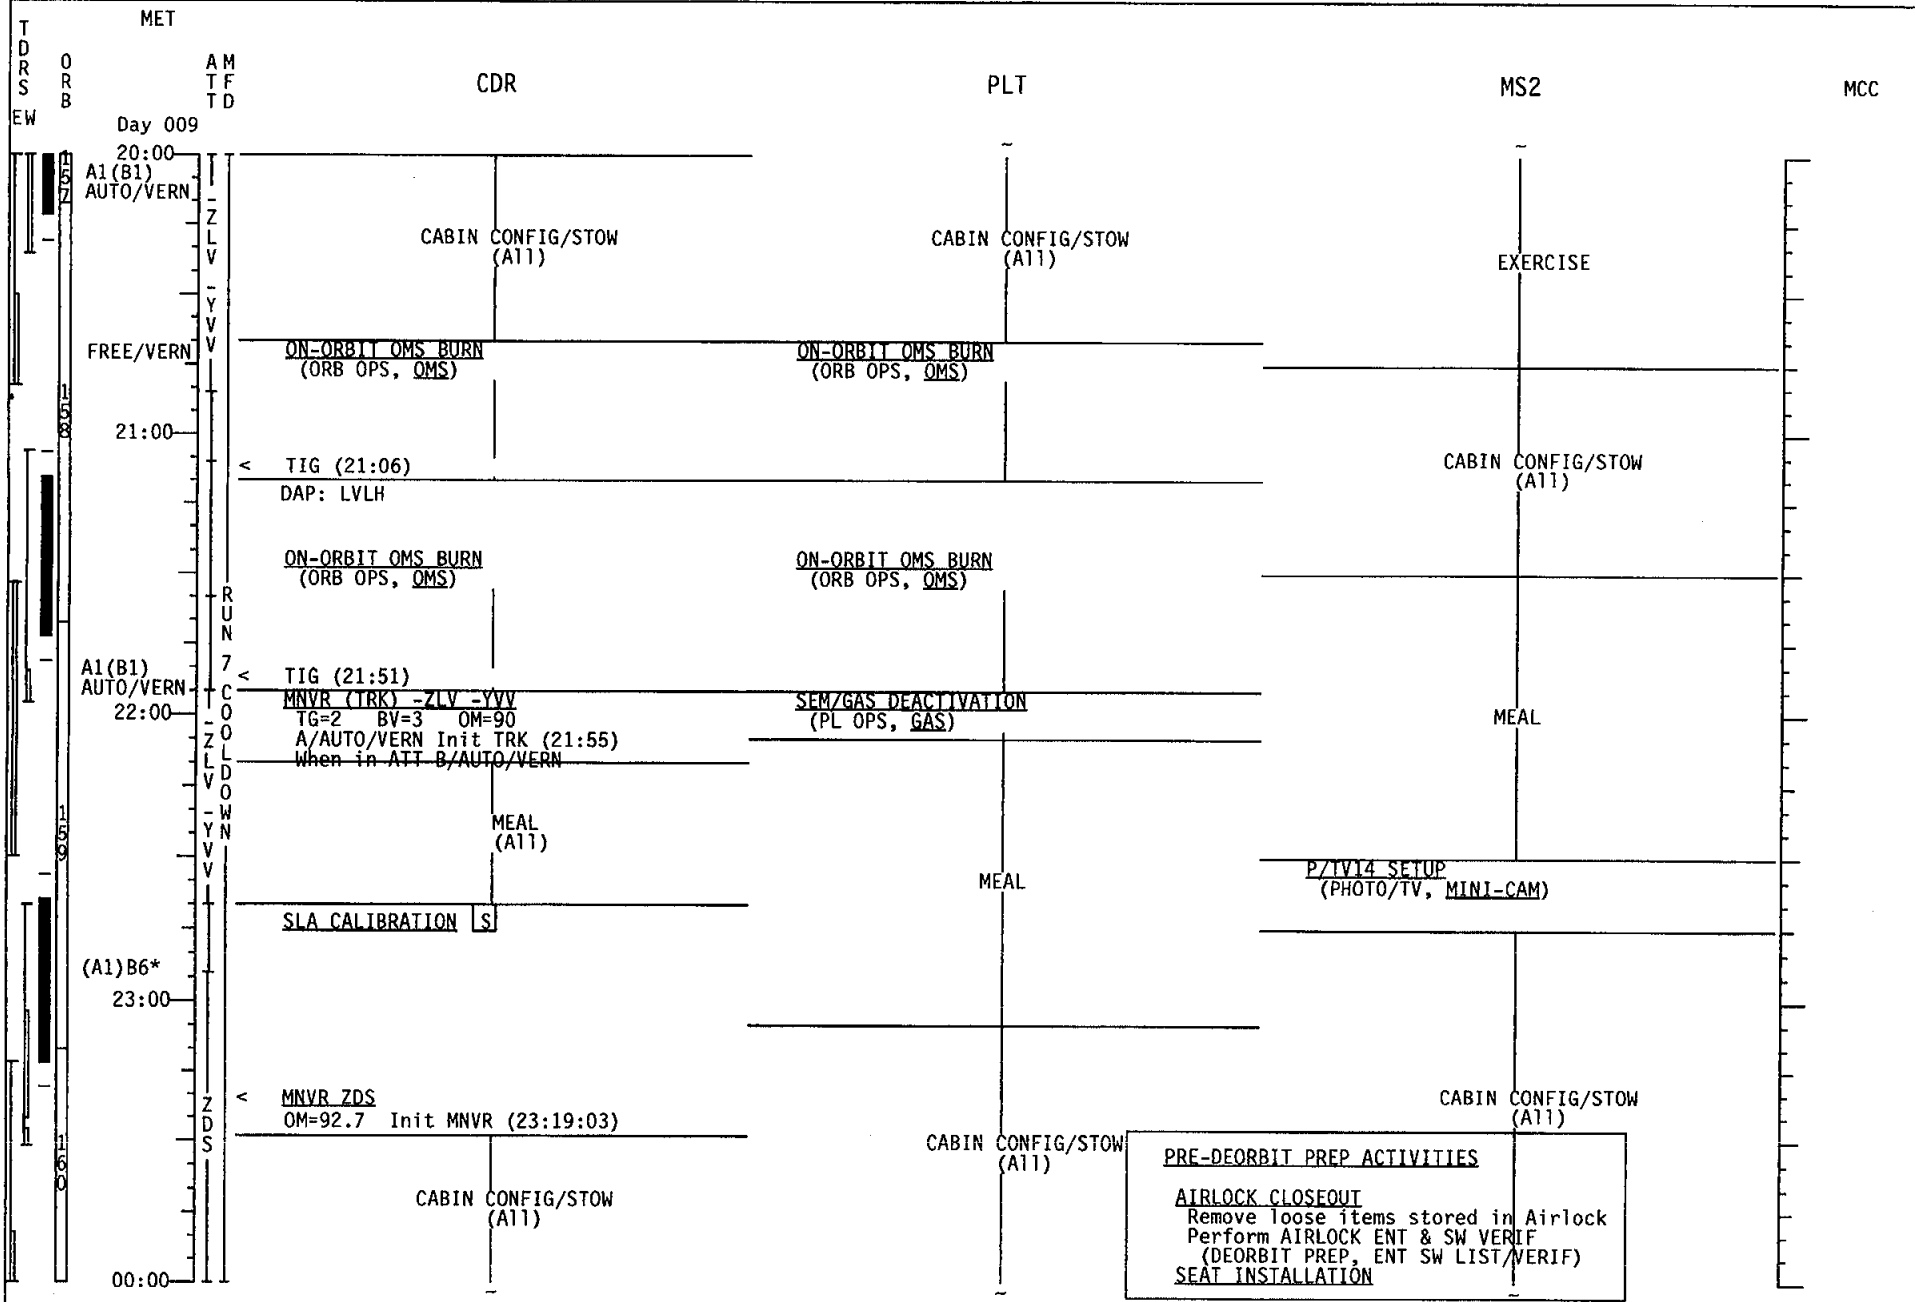 MET
TDRS
ORB
ATT
MFD
CDR
PLT
MS2
MCC
EW
Day 009
20:00
157
A1(B1)
AUTO/VERN
-ZLV -YVV
CABIN CONFIG/STOW
(All)
CABIN CONFIG/STOW
(All)
EXERCISE
FREE/VERN
ON-ORBIT OMS BURN
(ORB OPS, OMS)
ON-ORBIT OMS BURN
(ORB OPS, OMS)
158
21:00
< TIG (21:06)
DAP: LVLH
CABIN CONFIG/STOW
(All)
ON-ORBIT OMS BURN
(ORB OPS, OMS)
ON-ORBIT OMS BURN
(ORB OPS, OMS)
RUN 7 COOLDOWN
A1(B1)
AUTO/VERN
< TIG (21:51)
MNVR (TRK) -ZLV -YVV
TG=2 BV=3 OM=90
A/AUTO/VERN Init TRK (21:55)
When in ATT B/AUTO/VERN
SEM/GAS DEACTIVATION
(PL OPS, GAS)
22:00
MEAL
-ZLV -YVV
159
MEAL
(All)
MEAL
P/TV14 SETUP
(PHOTO/TV, MINI-CAM)
SLA CALIBRATION S
(A1)B6*
23:00
ZDS
< MNVR ZDS
OM=92.7 Init MNVR (23:19:03)
CABIN CONFIG/STOW
(All)
160
CABIN CONFIG/STOW
(All)
CABIN CONFIG/STOW
(All)
PRE-DEORBIT PREP ACTIVITIES
AIRLOCK CLOSEOUT
Remove loose items stored in Airlock
Perform AIRLOCK ENT & SW VERIF
(DEORBIT PREP, ENT SW LIST/VERIF)
SEAT INSTALLATION
00:00